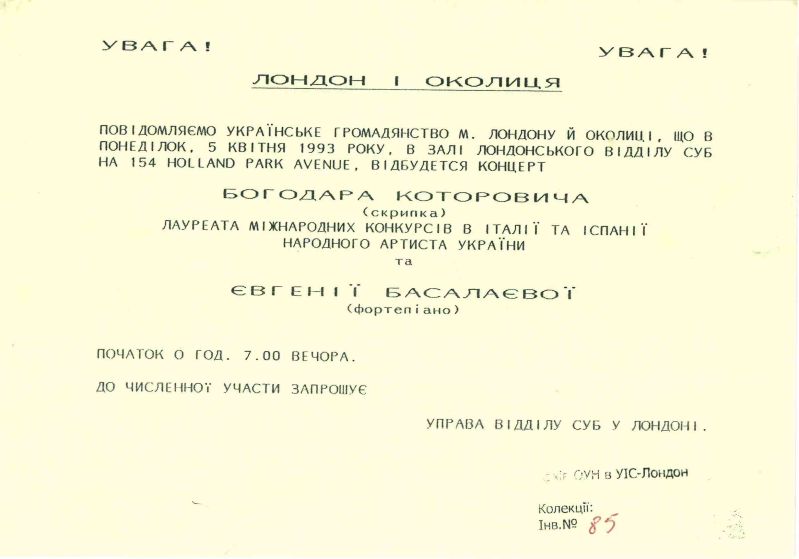 УВАГА!
УВАГА!
ЛОНДОН І ОКОЛИЦЯ
ПОВІДОМЛЯЄМО УКРАЇНСЬКЕ ГРОМАДЯНСТВО М. ЛОНДОНУ Й ОКОЛИЦІ, ЩО В
ПОНЕДІЛОК, 5 КВІТНЯ 1993 РОКУ, В ЗАЛІ ЛОНДОНСЬКОГО ВІДДІЛУ СУБ
НА 154 HOLLAND PARK AVENUE, ВІДБУДЕТСЯ КОНЦЕРТ
БОГОДАРА КОТОРОВИЧА
(скрипка)
ЛАУРЕАТА МІЖНАРОДНИХ КОНКУРСІВ В ІТАЛІЇ ТА ІСПАНІЇ
НАРОДНОГО АРТИСТА УКРАЇНИ
та
ЄВГЕНІЇ БАСАЛАЄВОЇ
(фортепіано)
ПОЧАТОК О ГОД. 7.00 ВЕЧОРА.
ДО ЧИСЛЕННОЇ УЧАСТИ ЗАПРОШУЄ
УПРАВА ВІДДІЛУ СУБ У ЛОНДОНІ.
ОУН в УІС-Лондон
Колекції:
Інв.№ 85